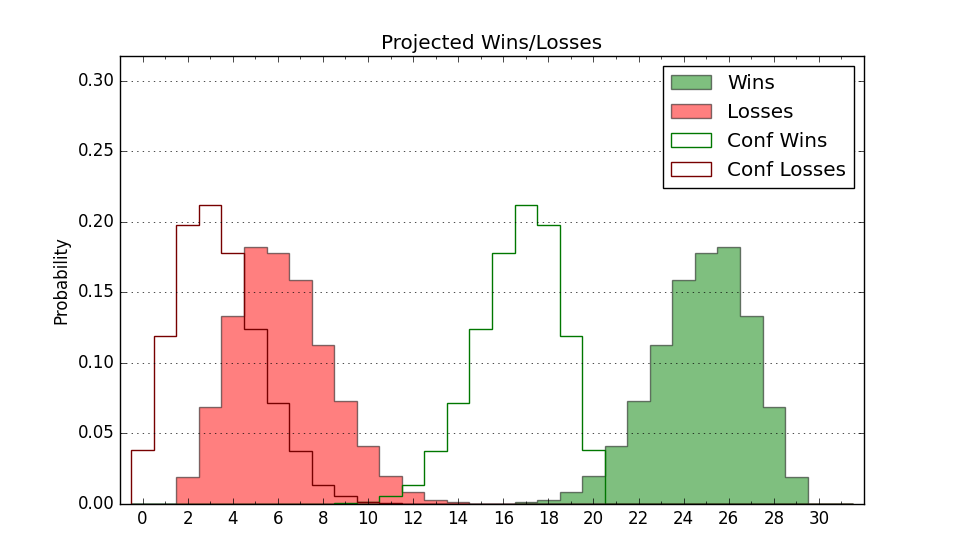 Projected Wins/Losses
Wins
Losses
Conf Wins
Conf Losses
Probability
0.30
0.25
0.20
0.15
0.10
0.05
0.00
0 2 4 6 8 10 12 14 16 18 20 22 24 26 28 30